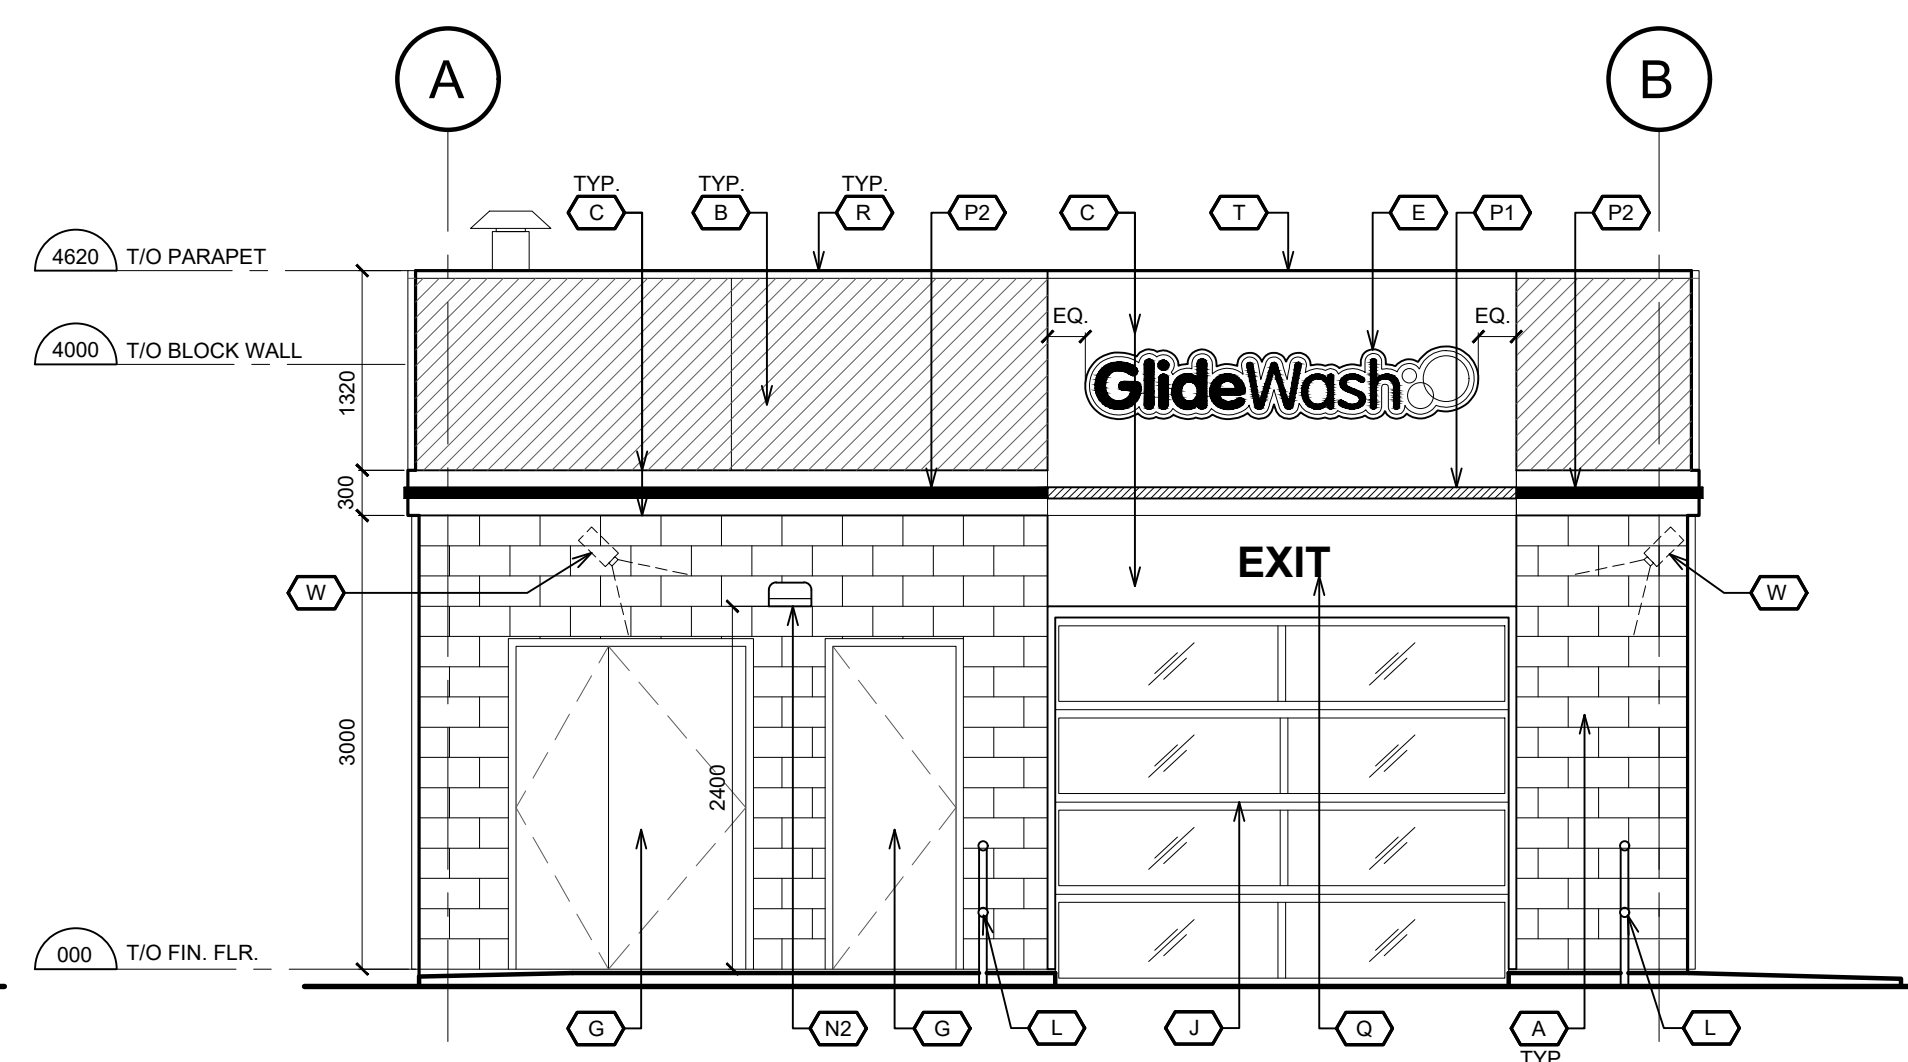 A
B
TYP.
TYP.
TYP.
C
B
R
P2
C
T
E
P1
P2
4620
T/O PARAPET
EQ.
EQ.
4000
T/O BLOCK WALL
1320
GlideWash
300
EXIT
W
W
3000
2400
000
T/O FIN. FLR.
G
N2
G
L
J
Q
A
L
TYP.